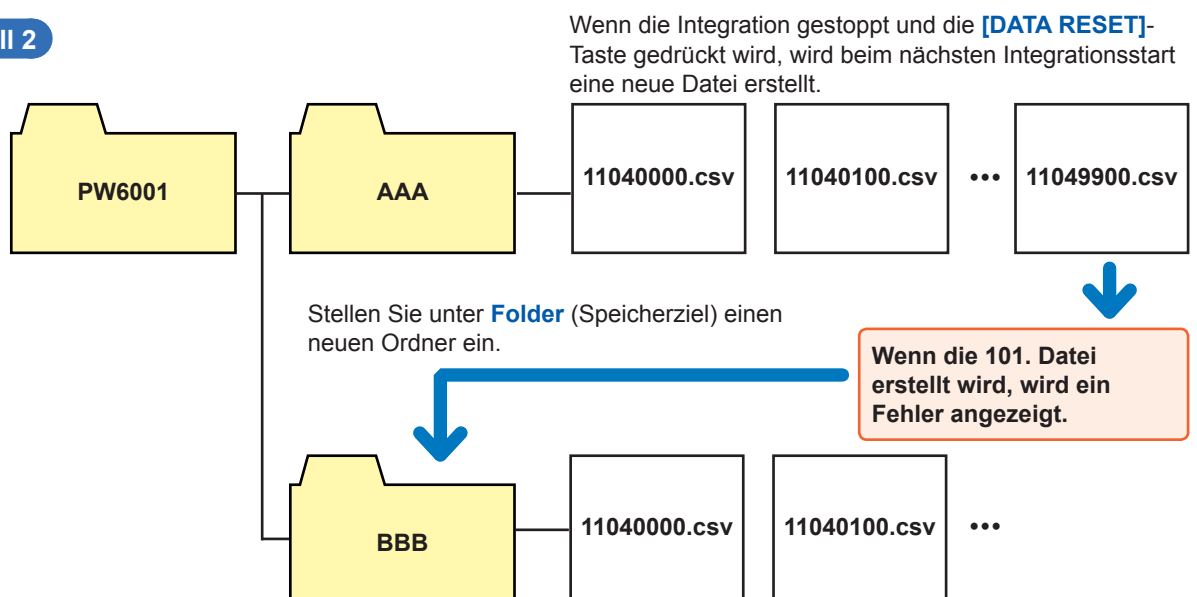 ll 2
Wenn die Integration gestoppt und die [DATA RESET]-
Taste gedrückt wird, wird beim nächsten Integrationsstart
eine neue Datei erstellt.
PW6001
AAA
11040000.csv
11040100.csv
•••
11049900.csv
Stellen Sie unter Folder (Speicherziel) einen
neuen Ordner ein.
Wenn die 101. Datei
erstellt wird, wird ein
Fehler angezeigt.
BBB
11040000.csv
11040100.csv
•••